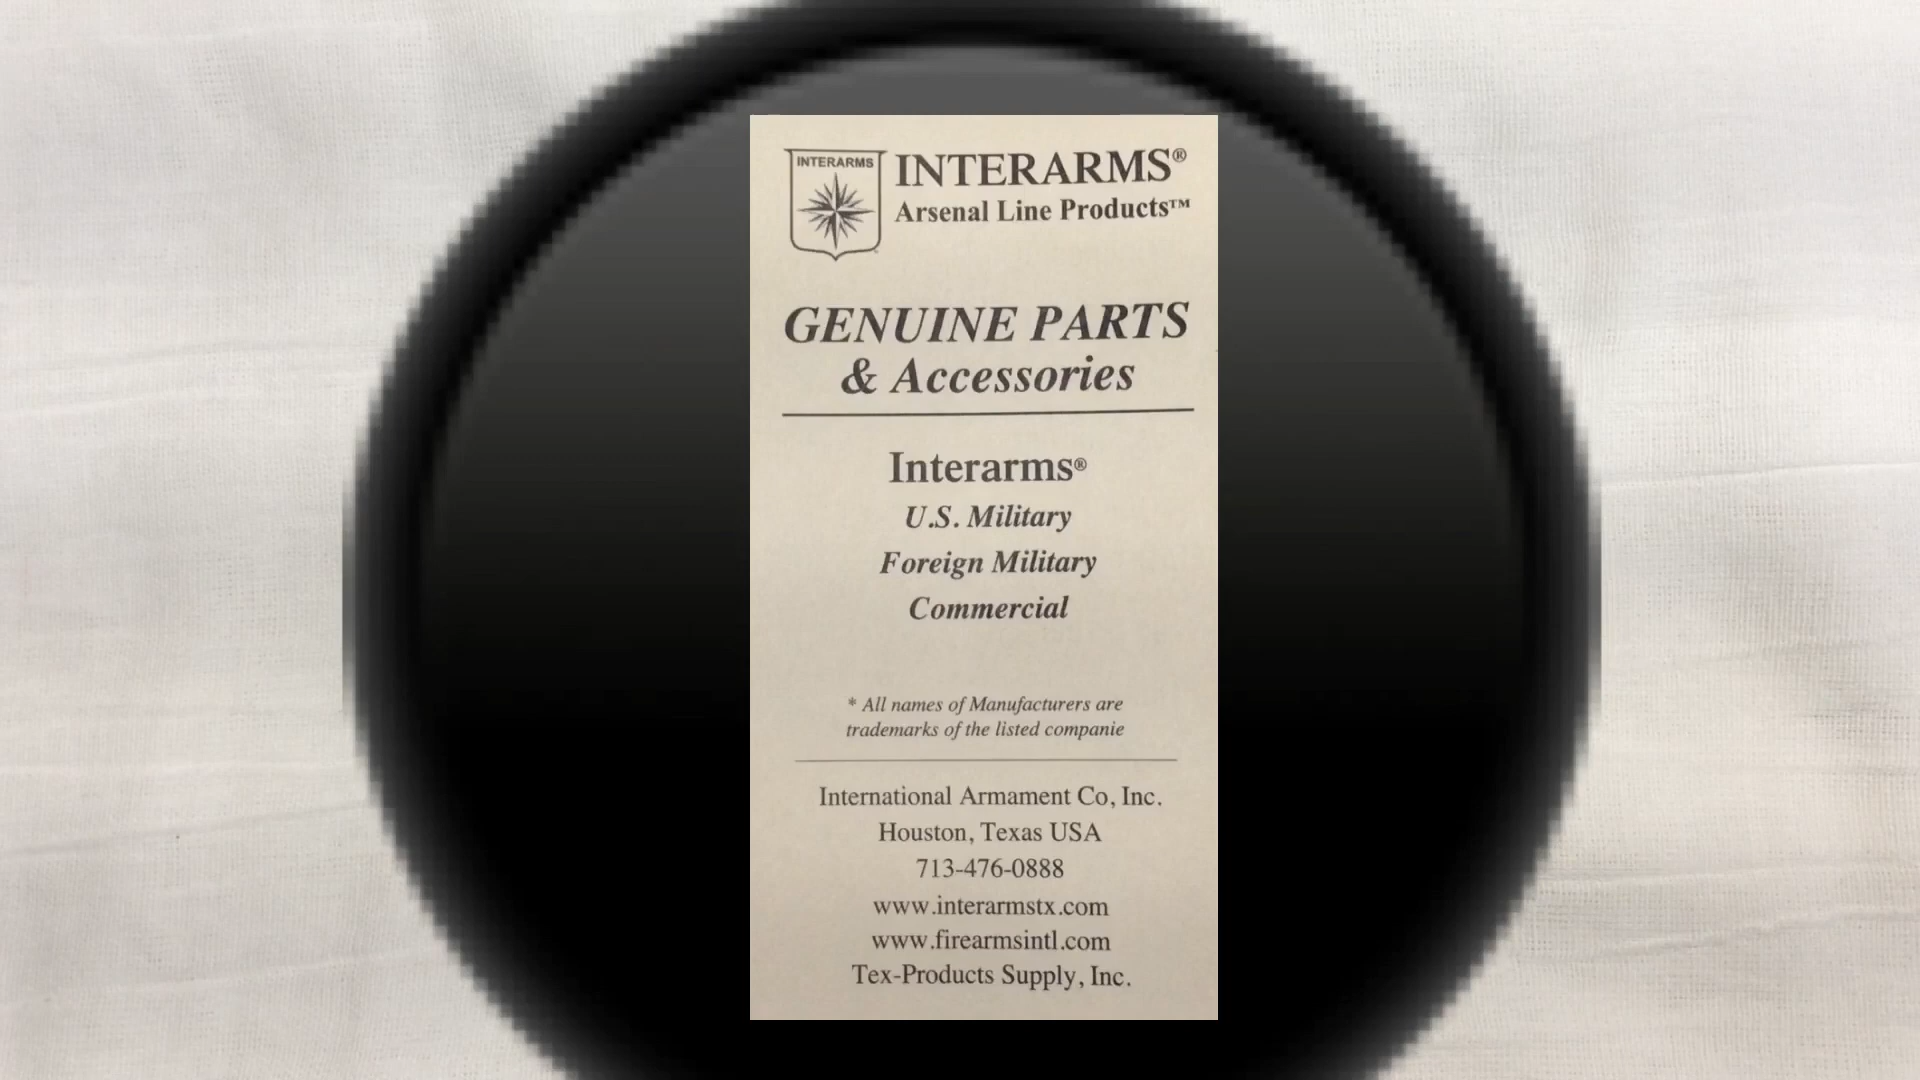 INTERARMS
INTERARMS®
Arsenal Line Products™
GENUINE PARTS
& Accessories
Interarms®
U.S. Military
Foreign Military
Commercial
* All names of Manufacturers are
trademarks of the listed companie
International Armament Co, Inc.
Houston, Texas USA
713-476-0888
www.interarmstx.com
www.firearmsintl.com
Tex-Products Supply, Inc.